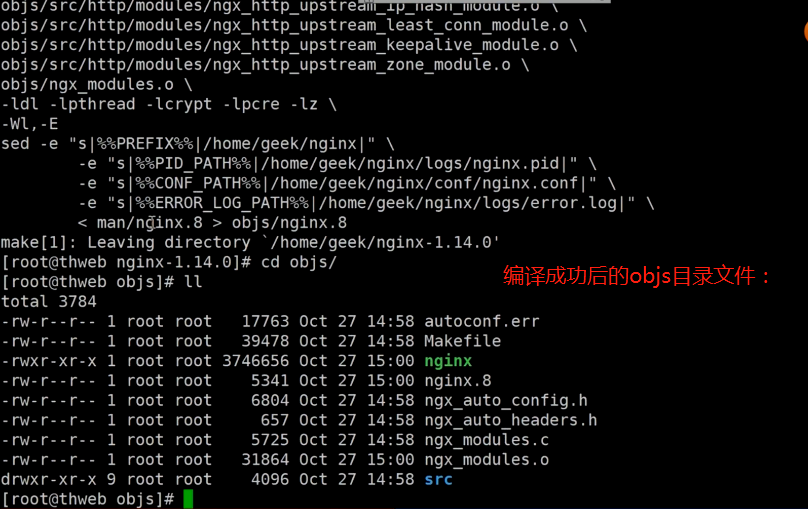 objs/src/http/modules/ngx_http_upstream_ip_hash_module.o \
objs/src/http/modules/ngx_http_upstream_least_conn_module.o \
objs/src/http/modules/ngx_http_upstream_keepalive_module.o \
objs/src/http/modules/ngx_http_upstream_zone_module.o \
objs/ngx_modules.o \
-ldl -lpthread -lcrypt -lpcre -lz \
-Wl,-E
sed -e "s|%%PREFIX%%|/home/geek/nginx|" \
        -e "s|%%PID_PATH%%|/home/geek/nginx/logs/nginx.pid|" \
        -e "s|%%CONF_PATH%%|/home/geek/nginx/conf/nginx.conf|" \
        -e "s|%%ERROR_LOG_PATH%%|/home/geek/nginx/logs/error.log|" \
        < man/nginx.8 > objs/nginx.8
make[1]: Leaving directory `/home/geek/nginx-1.14.0'
[root@thweb nginx-1.14.0]# cd objs/
编译成功后的objs目录文件：
[root@thweb objs]# ll
total 3784
-rw-r--r-- 1 root root   17763 Oct 27 14:58 autoconf.err
-rw-r--r-- 1 root root   39478 Oct 27 14:58 Makefile
-rwxr-xr-x 1 root root 3746656 Oct 27 15:00 nginx
-rw-r--r-- 1 root root    5341 Oct 27 15:00 nginx.8
-rw-r--r-- 1 root root    6804 Oct 27 14:58 ngx_auto_config.h
-rw-r--r-- 1 root root     657 Oct 27 14:58 ngx_auto_headers.h
-rw-r--r-- 1 root root    5725 Oct 27 14:58 ngx_modules.c
-rw-r--r-- 1 root root   31864 Oct 27 15:00 ngx_modules.o
drwxr-xr-x 9 root root    4096 Oct 27 14:58 src
[root@thweb objs]#